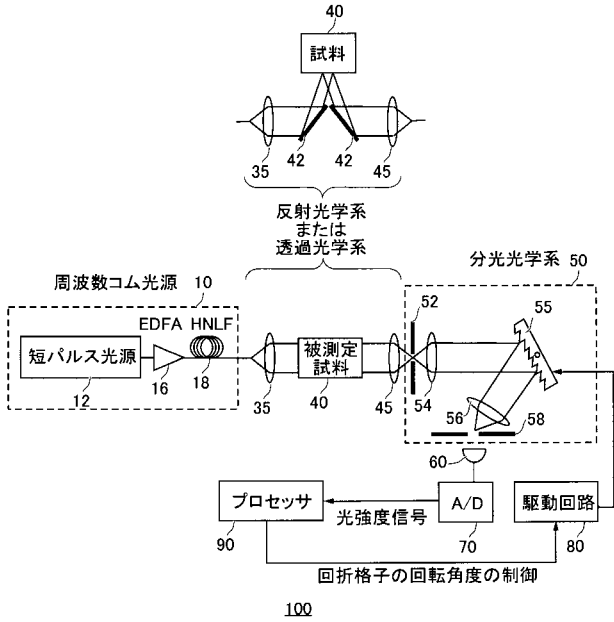 40
試料
35
42
42
45
反射光学系
または
透過光学系
周波数コム光源
10
分光光学系
50
EDFA HNLF
52
55
短パルス光源
被測定
試料
12
16
18
35
40
45
54
56
58
60
プロセッサ
光強度信号
A/D
駆動回路
90
70
80
回折格子の回転角度の制御
100